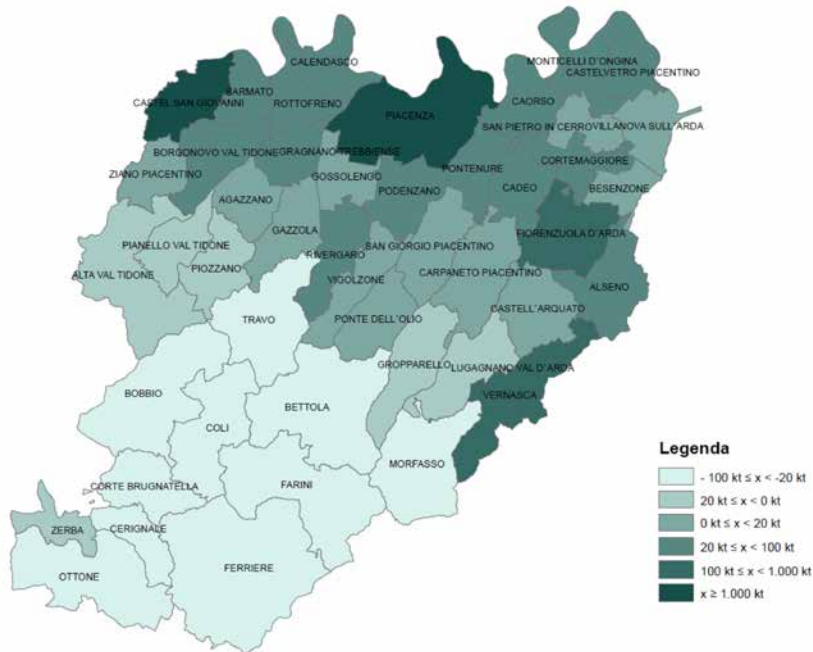 CALENDASCO
MONTICELLI D'ONGINA
CASTELVETRO PIACENTINO
SARMATO
CASTEL SAN GIOVANNI
ROTTOFRENO
CAORSO
PIACENZA
SAN PIETRO IN CERRO
VILLANOVA SULL'ARDA
BORGONOVO VAL TIDONE
GRAGNANO TREBBIENSE
CORTEMAGGIORE
ZIANO PIACENTINO
GOSSOLENGO
PONTENURE
PODENZANO
CADEO
BESENZONE
AGAZZANO
GAZZOLA
FIORENZUOLA D'ARDA
PIANELLO VAL TIDONE
SAN GIORGIO PIACENTINO
RIVERGARO
ALTA VAL TIDONE
PIOZZANO
CARPANETO PIACENTINO
VIGOLZONE
ALSENO
CASTELL'ARQUATO
TRAVO
PONTE DELL'OLIO
GROPPARELLO
LUGAGNANO VAL D'ARDA
BOBBIO
BETTOLA
VERNASCA
COLI
MORFASSO
CORTE BRUGNATELLA
FARINI
ZERBA
CERIGNALE
OTTONE
FERRIERE
Legenda
- 100 kt ≤ x < -20 kt
20 kt ≤ x < 0 kt
0 kt ≤ x < 20 kt
20 kt ≤ x < 100 kt
100 kt ≤ x < 1.000 kt
x ≥ 1.000 kt